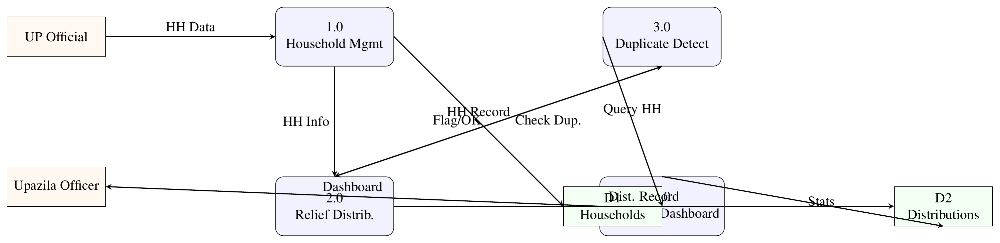 UP Official
HH Data
1.0
Household Mgmt
3.0
Duplicate Detect
HH Info
HH Record
Flag/OK
Check Dup.
Query HH
Upazila Officer
Dashboard
2.0
Relief Distrib.
D1
Households
Dist. Record
Dashboard
Stats
D2
Distributions